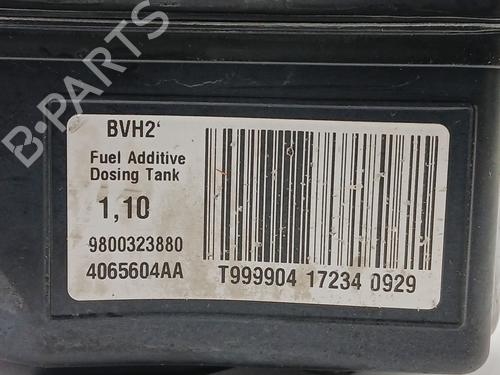 B-PARTS
BVH2'
Fuel Additive
Dosing Tank
1,10
9800323880
4065604AA
T999904 17234 0929